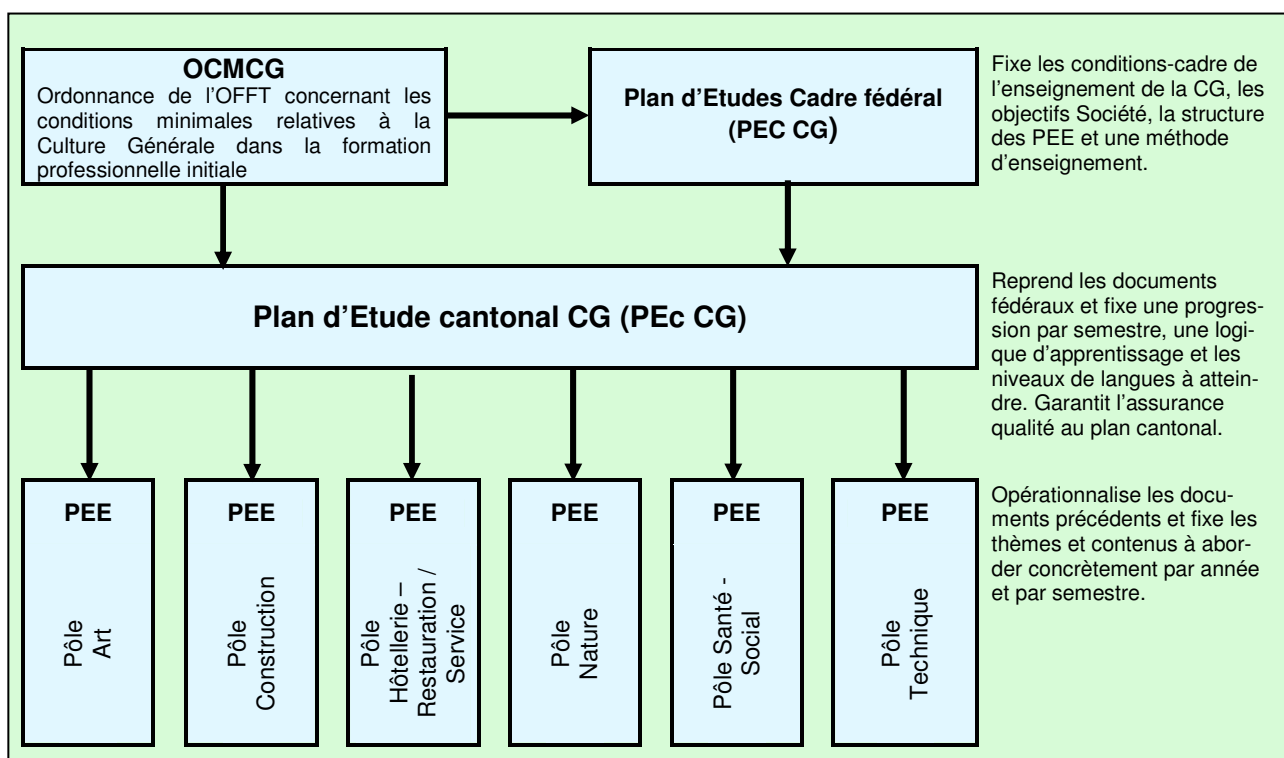 OCMCG
Ordonnance de l'OFFT concernant les
conditions minimales relatives à la
Culture Générale dans la formation
professionnelle initiale
Plan d'Etudes Cadre fédéral
(PEC CG)
Fixe les conditions-cadre de
l'enseignement de la CG, les
objectifs Société, la structure
des PEE et une méthode
d'enseignement.
Plan d'Etude cantonal CG (PEc CG)
Reprend les documents
fédéraux et fixe une progres-
sion par semestre, une logi-
que d'apprentissage et les
niveaux de langues à attein-
dre. Garantit l'assurance
qualité au plan cantonal.
PEE
Pôle
Art
PEE
Pôle
Construction
PEE
Pôle
Hôtellerie –
Restauration /
Service
PEE
Pôle
Nature
PEE
Pôle Santé -
Social
PEE
Pôle
Technique
Opérationnalise les docu-
ments précédents et fixe les
thèmes et contenus à abor-
der concrètement par année
et par semestre.